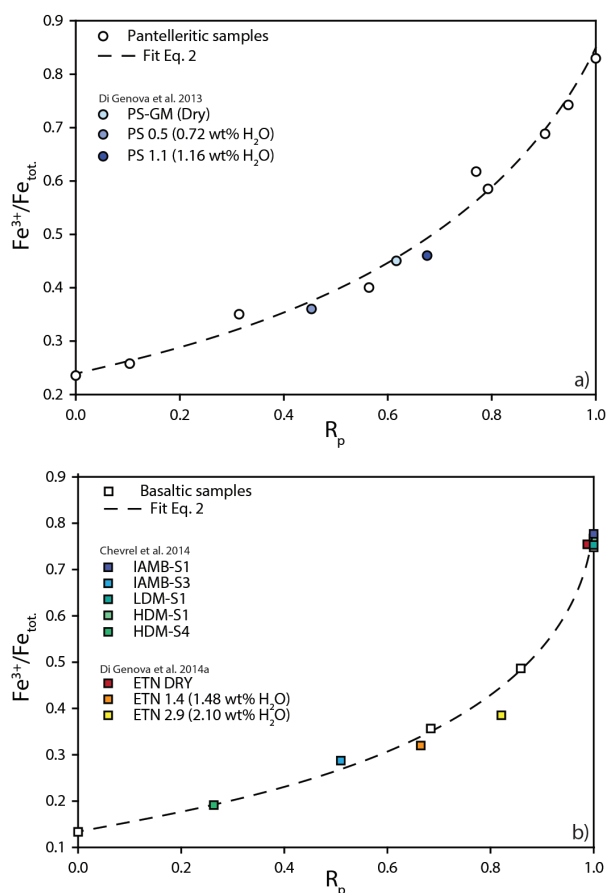 0.9
0.8
0.7
0.6
0.5
0.4
0.3
0.2
Fe3+/Fetot.
Pantelleritic samples
Fit Eq. 2
Di Genova et al. 2013
PS-GM (Dry)
PS 0.5 (0.72 wt% H2O)
PS 1.1 (1.16 wt% H2O)
a)
0.0 0.2 0.4 0.6 0.8 1.0
Rp
0.9
0.8
0.7
0.6
0.5
0.4
0.3
0.2
0.1
Fe3+/Fetot.
Basaltic samples
Fit Eq. 2
Chevrel et al. 2014
IAMB-S1
IAMB-S3
LDM-S1
HDM-S1
HDM-S4
Di Genova et al. 2014a
ETN DRY
ETN 1.4 (1.48 wt% H2O)
ETN 2.9 (2.10 wt% H2O)
b)
0.0 0.2 0.4 0.6 0.8 1.0
Rp